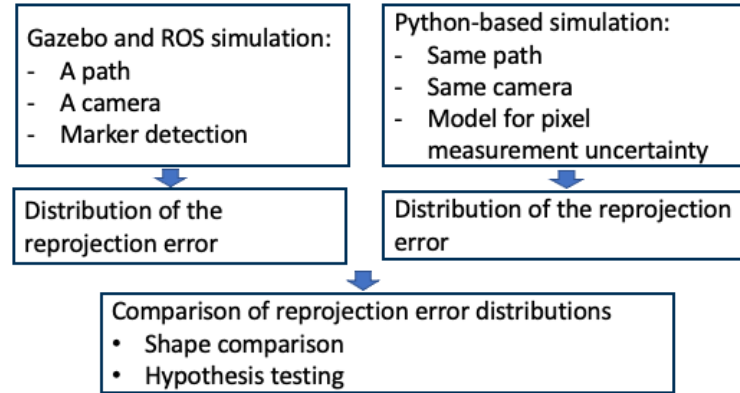 Gazebo and ROS simulation:
- A path
- A camera
- Marker detection
Python-based simulation:
- Same path
- Same camera
- Model for pixel
measurement uncertainty
Distribution of the
reprojection error
Distribution of the reprojection
error
Comparison of reprojection error distributions
• Shape comparison
• Hypothesis testing